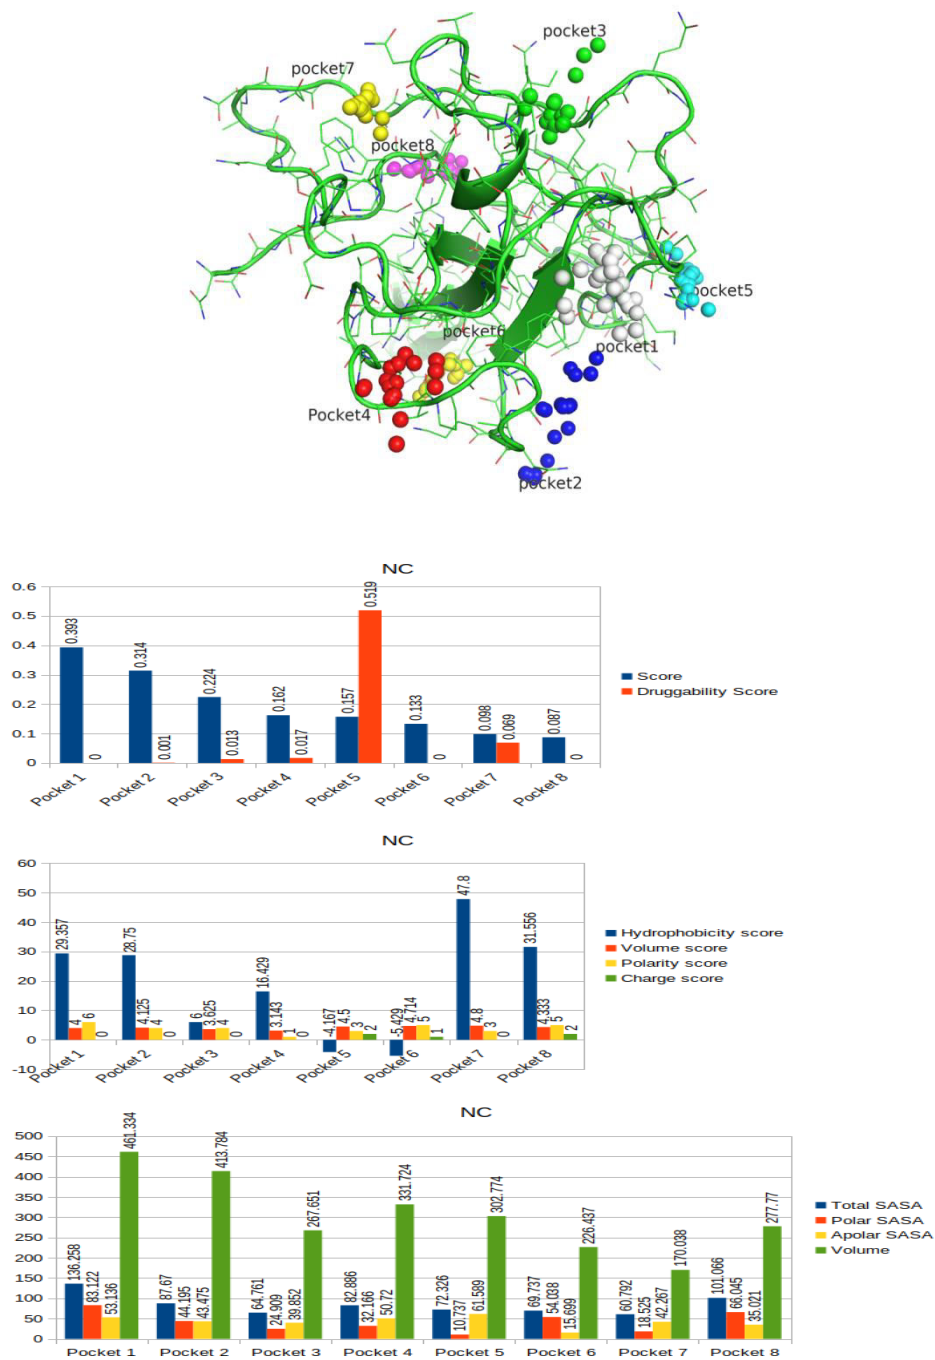 pocket3
pocket7
pocket8
pocket5
pocket6
pocket1
Pocket4
pocket2
NC
0.6
0.5
0.4
0.3
0.2
0.1
0
0.393
0
0.314
0.001
0.224
0.013
0.162
0.017
0.157
0.519
0.133
0
0.098
0.069
0.087
0
Pocket 1
Pocket 2
Pocket 3
Pocket 4
Pocket 5
Pocket 6
Pocket 7
Pocket 8
Score
Druggability Score
NC
60
50
40
30
20
10
0
-10
29.357
4
6
0
28.75
4.125
4
0
6
3.625
4
0
16.429
3.143
1
0
-4.167
4.5
3
2
-5.429
4.714
5
1
47.8
4.8
3
0
31.556
4.333
5
2
Pocket 1
Pocket 2
Pocket 3
Pocket 4
Pocket 5
Pocket 6
Pocket 7
Pocket 8
Hydrophobicity score
Volume score
Polarity score
Charge score
NC
500
450
400
350
300
250
200
150
100
50
0
136.258
83.122
53.136
461.334
87.67
44.195
43.475
413.784
64.761
24.909
39.852
267.651
82.886
32.166
50.72
331.724
72.326
10.737
61.589
302.774
69.737
54.038
15.699
226.437
60.792
18.525
42.267
170.038
101.066
66.045
35.021
277.77
Pocket 1
Pocket 2
Pocket 3
Pocket 4
Pocket 5
Pocket 6
Pocket 7
Pocket 8
Total SASA
Polar SASA
Apolar SASA
Volume